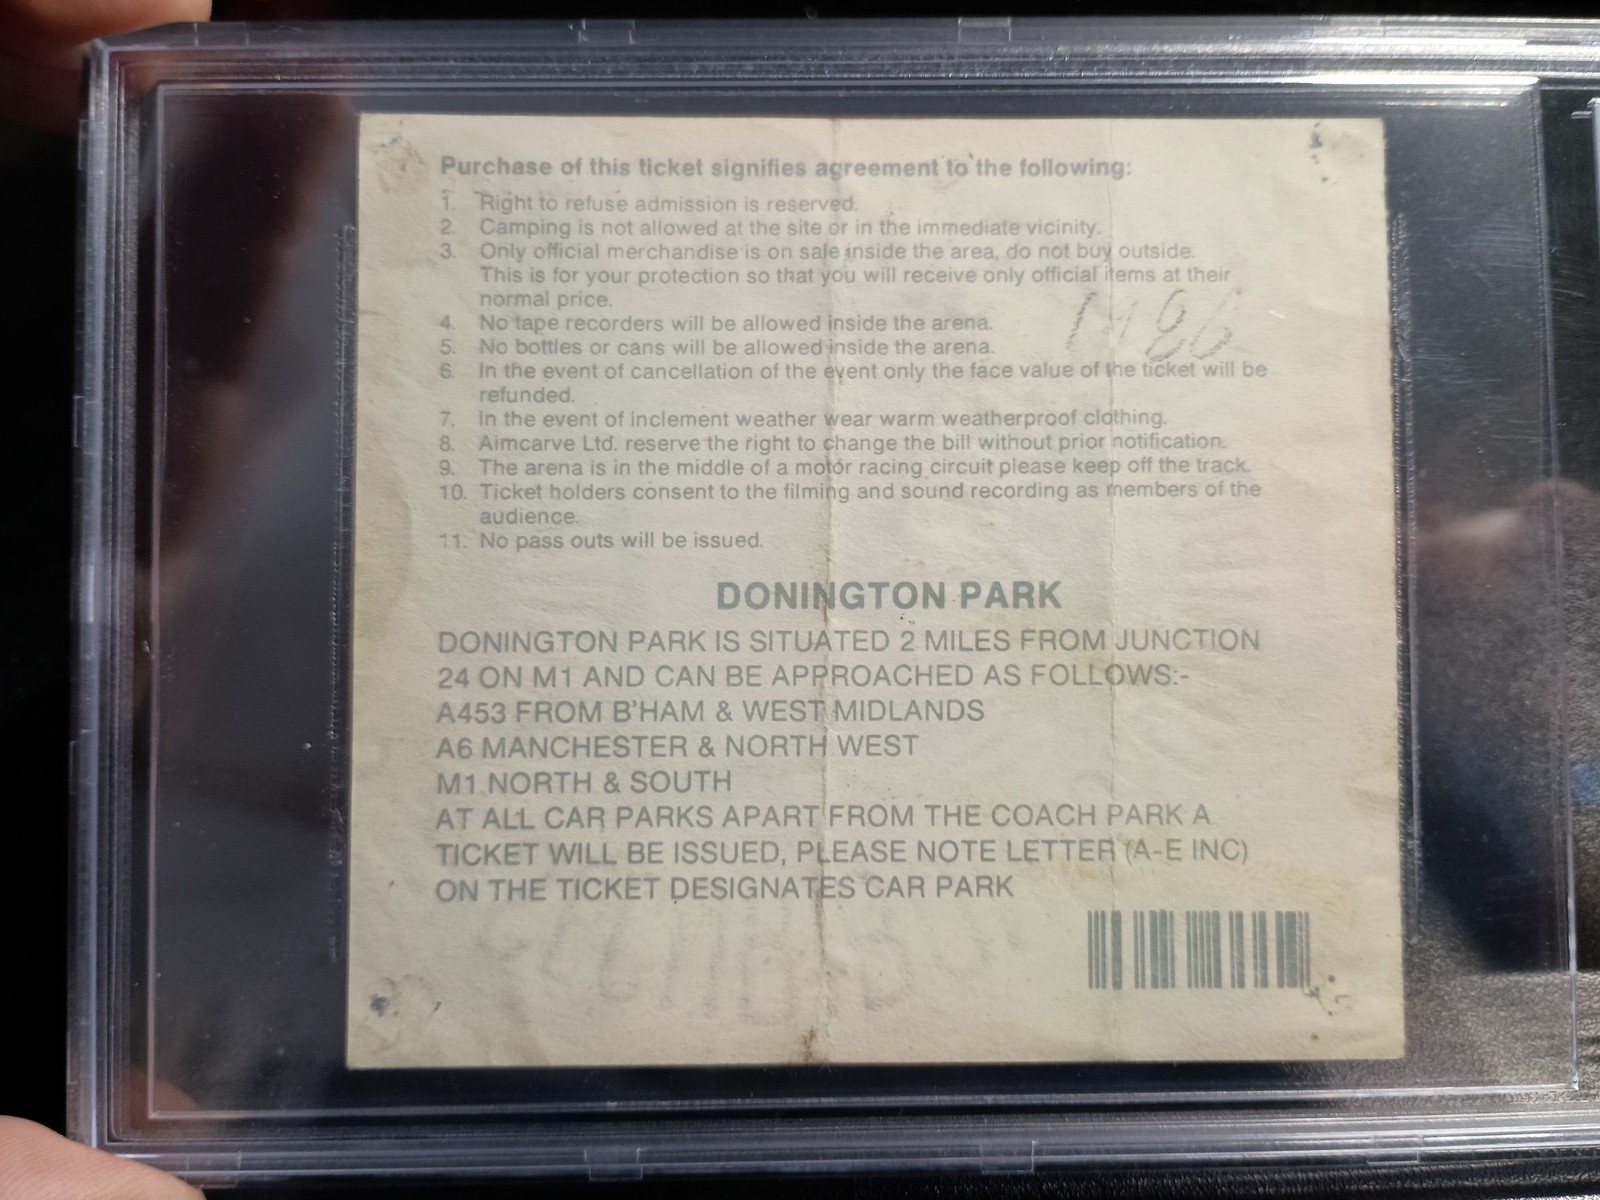 Purchase of this ticket signifies agreement to the following:
1. Right to refuse admission is reserved.
2. Camping is not allowed at the site or in the immediate vicinity.
3. Only official merchandise is on sale inside the area, do not buy outside.
This is for your protection so that you will receive only official items at their
normal price.
4. No tape recorders will be allowed inside the arena.
5. No bottles or cans will be allowed inside the arena.
6. In the event of cancellation of the event only the face value of the ticket will be
refunded.
7. In the event of inclement weather wear warm weatherproof clothing.
8. Aimcarve Ltd. reserve the right to change the bill without prior notification.
9. The arena is in the middle of a motor racing circuit please keep off the track.
10. Ticket holders consent to the filming and sound recording as members of the
audience.
11. No pass outs will be issued.
DONINGTON PARK
DONINGTON PARK IS SITUATED 2 MILES FROM JUNCTION
24 ON M1 AND CAN BE APPROACHED AS FOLLOWS:-
A453 FROM B'HAM & WEST MIDLANDS
A6 MANCHESTER & NORTH WEST
M1 NORTH & SOUTH
AT ALL CAR PARKS APART FROM THE COACH PARK A
TICKET WILL BE ISSUED, PLEASE NOTE LETTER (A-E INC)
ON THE TICKET DESIGNATES CAR PARK